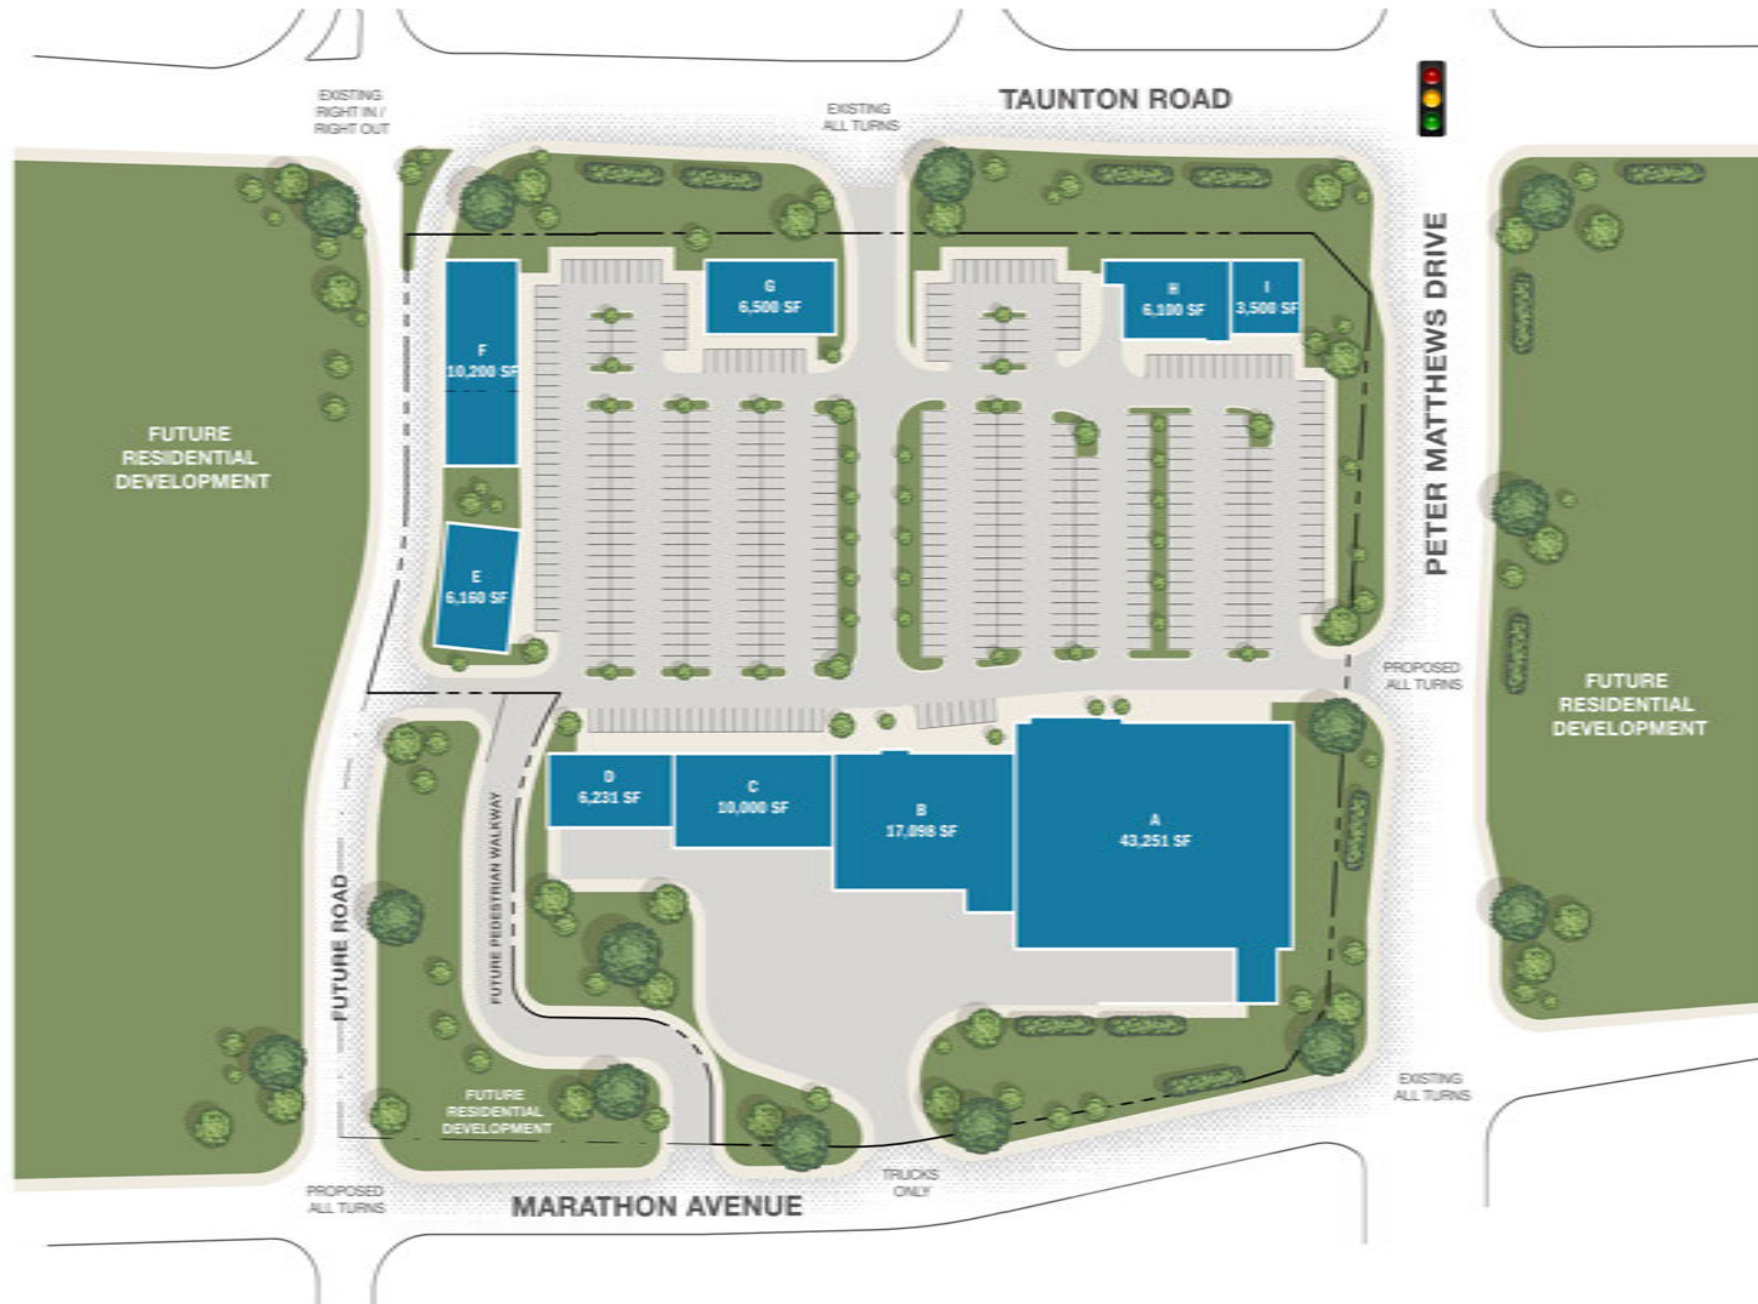 EXISTING
RIGHT IN /
RIGHT OUT
EXISTING
ALL TURNS
TAUNTON ROAD
PETER MATTHEWS DRIVE
G
6,500 SF
H
6,100 SF
I
3,500 SF
F
10,200 SF
FUTURE
RESIDENTIAL
DEVELOPMENT
E
6,160 SF
PROPOSED
ALL TURNS
FUTURE
RESIDENTIAL
DEVELOPMENT
D
6,231 SF
C
10,000 SF
B
17,098 SF
A
43,251 SF
FUTURE ROAD
FUTURE PEDESTRIAN WALKWAY
FUTURE
RESIDENTIAL
DEVELOPMENT
EXISTING
ALL TURNS
PROPOSED
ALL TURNS
MARATHON AVENUE
TRUCKS
ONLY